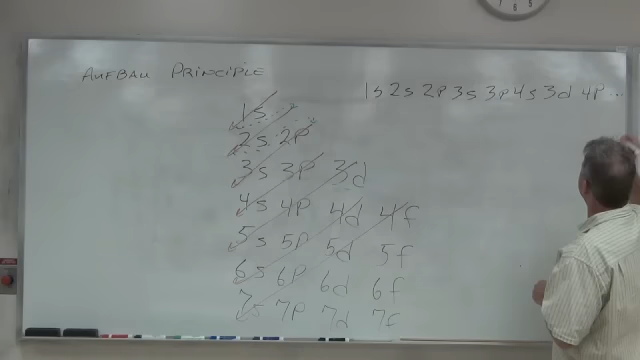 AUFBAU PRINCIPLE
1s 2s 2p 3s 3p 4s 3d 4p ...
1s
2s 2p
3s 3p 3d
4s 4p 4d 4f
5s 5p 5d 5f
6s 6p 6d 6f
7s 7p 7d 7f